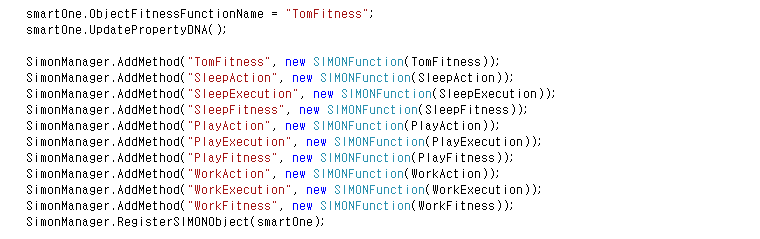 smartOne.ObjectFitnessFunctionName = "TomFitness";
smartOne.UpdatePropertyDNA();
SimonManager.AddMethod("TomFitness", new SIMONFunction(TomFitness));
SimonManager.AddMethod("SleepAction", new SIMONFunction(SleepAction));
SimonManager.AddMethod("SleepExecution", new SIMONFunction(SleepExecution));
SimonManager.AddMethod("SleepFitness", new SIMONFunction(SleepFitness));
SimonManager.AddMethod("PlayAction", new SIMONFunction(PlayAction));
SimonManager.AddMethod("PlayExecution", new SIMONFunction(PlayExecution));
SimonManager.AddMethod("PlayFitness", new SIMONFunction(PlayFitness));
SimonManager.AddMethod("WorkAction", new SIMONFunction(WorkAction));
SimonManager.AddMethod("WorkExecution", new SIMONFunction(WorkExecution));
SimonManager.AddMethod("WorkFitness", new SIMONFunction(WorkFitness));
SimonManager.RegisterSIMONObject(smartOne);